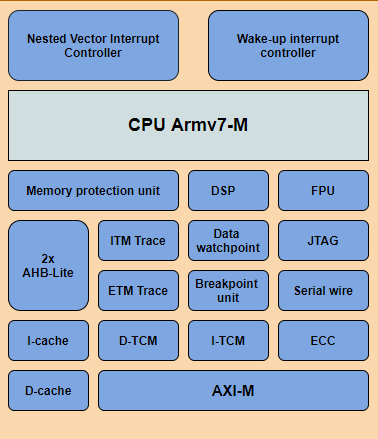 Nested Vector Interrupt
Controller
Wake-up interrupt
controller
CPU Armv7-M
Memory protection unit
DSP
FPU
2x
AHB-Lite
ITM Trace
Data
watchpoint
JTAG
ETM Trace
Breakpoint
unit
Serial wire
I-cache
D-TCM
I-TCM
ECC
D-cache
AXI-M